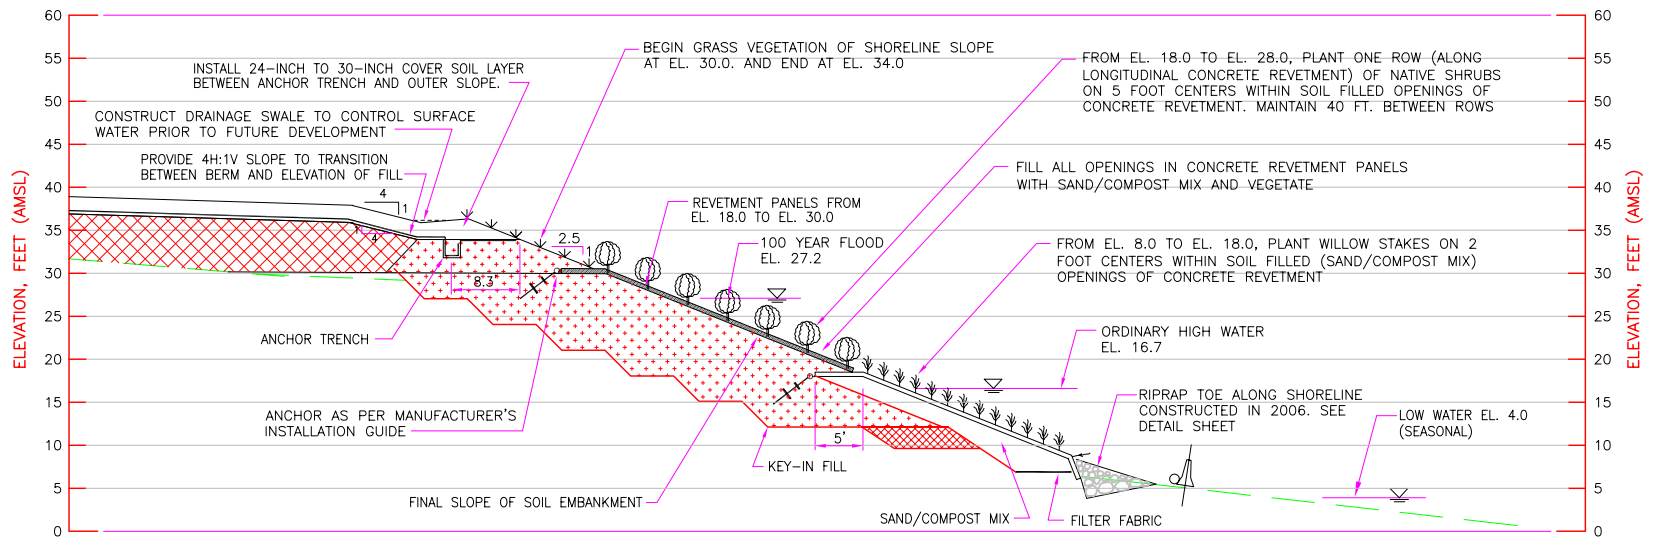 60
55
50
45
40
35
30
25
20
15
10
5
0
ELEVATION, FEET (AMSL)
INSTALL 24-INCH TO 30-INCH COVER SOIL LAYER
BETWEEN ANCHOR TRENCH AND OUTER SLOPE.
CONSTRUCT DRAINAGE SWALE TO CONTROL SURFACE
WATER PRIOR TO FUTURE DEVELOPMENT
PROVIDE 4H:1V SLOPE TO TRANSITION
BETWEEN BERM AND ELEVATION OF FILL
4
1
1
4
BEGIN GRASS VEGETATION OF SHORELINE SLOPE
AT EL. 30.0. AND END AT EL. 34.0
FROM EL. 18.0 TO EL. 28.0, PLANT ONE ROW (ALONG
LONGITUDINAL CONCRETE REVETMENT) OF NATIVE SHRUBS
ON 5 FOOT CENTERS WITHIN SOIL FILLED OPENINGS OF
CONCRETE REVETMENT. MAINTAIN 40 FT. BETWEEN ROWS
FILL ALL OPENINGS IN CONCRETE REVETMENT PANELS
WITH SAND/COMPOST MIX AND VEGETATE
REVETMENT PANELS FROM
EL. 18.0 TO EL. 30.0
2.5
1
100 YEAR FLOOD
EL. 27.2
FROM EL. 8.0 TO EL. 18.0, PLANT WILLOW STAKES ON 2
FOOT CENTERS WITHIN SOIL FILLED (SAND/COMPOST MIX)
OPENINGS OF CONCRETE REVETMENT
8.3'
ANCHOR TRENCH
ORDINARY HIGH WATER
EL. 16.7
ANCHOR AS PER MANUFACTURER'S
INSTALLATION GUIDE
RIPRAP TOE ALONG SHORELINE
CONSTRUCTED IN 2006. SEE
DETAIL SHEET
LOW WATER EL. 4.0
(SEASONAL)
5'
KEY-IN FILL
FINAL SLOPE OF SOIL EMBANKMENT
SAND/COMPOST MIX
FILTER FABRIC
60
55
50
45
40
35
30
25
20
15
10
5
0
ELEVATION, FEET (AMSL)